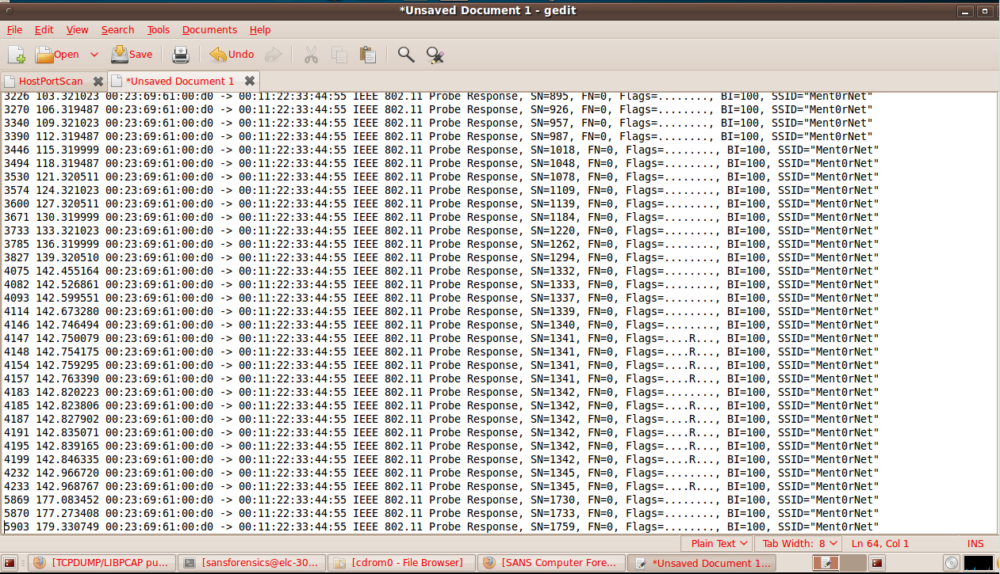 *Unsaved Document 1 - gedit
File Edit View Search Tools Documents Help
Open Save Undo
HostPortScan *Unsaved Document 1
3226 103.321023 00:23:69:61:00:d0 -> 00:11:22:33:44:55 IEEE 802.11 Probe Response, SN=895, FN=0, Flags=........, BI=100, SSID="Ment0rNet"
3270 106.319487 00:23:69:61:00:d0 -> 00:11:22:33:44:55 IEEE 802.11 Probe Response, SN=926, FN=0, Flags=........, BI=100, SSID="Ment0rNet"
3340 109.321023 00:23:69:61:00:d0 -> 00:11:22:33:44:55 IEEE 802.11 Probe Response, SN=957, FN=0, Flags=........, BI=100, SSID="Ment0rNet"
3390 112.319487 00:23:69:61:00:d0 -> 00:11:22:33:44:55 IEEE 802.11 Probe Response, SN=987, FN=0, Flags=........, BI=100, SSID="Ment0rNet"
3446 115.319999 00:23:69:61:00:d0 -> 00:11:22:33:44:55 IEEE 802.11 Probe Response, SN=1018, FN=0, Flags=........, BI=100, SSID="Ment0rNet"
3494 118.319487 00:23:69:61:00:d0 -> 00:11:22:33:44:55 IEEE 802.11 Probe Response, SN=1048, FN=0, Flags=........, BI=100, SSID="Ment0rNet"
3530 121.320511 00:23:69:61:00:d0 -> 00:11:22:33:44:55 IEEE 802.11 Probe Response, SN=1078, FN=0, Flags=........, BI=100, SSID="Ment0rNet"
3574 124.321023 00:23:69:61:00:d0 -> 00:11:22:33:44:55 IEEE 802.11 Probe Response, SN=1109, FN=0, Flags=........, BI=100, SSID="Ment0rNet"
3600 127.320511 00:23:69:61:00:d0 -> 00:11:22:33:44:55 IEEE 802.11 Probe Response, SN=1139, FN=0, Flags=........, BI=100, SSID="Ment0rNet"
3671 130.319999 00:23:69:61:00:d0 -> 00:11:22:33:44:55 IEEE 802.11 Probe Response, SN=1184, FN=0, Flags=........, BI=100, SSID="Ment0rNet"
3733 133.321023 00:23:69:61:00:d0 -> 00:11:22:33:44:55 IEEE 802.11 Probe Response, SN=1220, FN=0, Flags=........, BI=100, SSID="Ment0rNet"
3785 136.319999 00:23:69:61:00:d0 -> 00:11:22:33:44:55 IEEE 802.11 Probe Response, SN=1262, FN=0, Flags=........, BI=100, SSID="Ment0rNet"
3827 139.320510 00:23:69:61:00:d0 -> 00:11:22:33:44:55 IEEE 802.11 Probe Response, SN=1294, FN=0, Flags=........, BI=100, SSID="Ment0rNet"
4075 142.455164 00:23:69:61:00:d0 -> 00:11:22:33:44:55 IEEE 802.11 Probe Response, SN=1332, FN=0, Flags=........, BI=100, SSID="Ment0rNet"
4082 142.526861 00:23:69:61:00:d0 -> 00:11:22:33:44:55 IEEE 802.11 Probe Response, SN=1333, FN=0, Flags=........, BI=100, SSID="Ment0rNet"
4093 142.599551 00:23:69:61:00:d0 -> 00:11:22:33:44:55 IEEE 802.11 Probe Response, SN=1337, FN=0, Flags=........, BI=100, SSID="Ment0rNet"
4114 142.673280 00:23:69:61:00:d0 -> 00:11:22:33:44:55 IEEE 802.11 Probe Response, SN=1339, FN=0, Flags=........, BI=100, SSID="Ment0rNet"
4146 142.746494 00:23:69:61:00:d0 -> 00:11:22:33:44:55 IEEE 802.11 Probe Response, SN=1340, FN=0, Flags=........, BI=100, SSID="Ment0rNet"
4147 142.750079 00:23:69:61:00:d0 -> 00:11:22:33:44:55 IEEE 802.11 Probe Response, SN=1341, FN=0, Flags=....R..., BI=100, SSID="Ment0rNet"
4148 142.754175 00:23:69:61:00:d0 -> 00:11:22:33:44:55 IEEE 802.11 Probe Response, SN=1341, FN=0, Flags=....R..., BI=100, SSID="Ment0rNet"
4154 142.759295 00:23:69:61:00:d0 -> 00:11:22:33:44:55 IEEE 802.11 Probe Response, SN=1341, FN=0, Flags=....R..., BI=100, SSID="Ment0rNet"
4157 142.763390 00:23:69:61:00:d0 -> 00:11:22:33:44:55 IEEE 802.11 Probe Response, SN=1341, FN=0, Flags=....R..., BI=100, SSID="Ment0rNet"
4183 142.820223 00:23:69:61:00:d0 -> 00:11:22:33:44:55 IEEE 802.11 Probe Response, SN=1342, FN=0, Flags=........, BI=100, SSID="Ment0rNet"
4185 142.823806 00:23:69:61:00:d0 -> 00:11:22:33:44:55 IEEE 802.11 Probe Response, SN=1342, FN=0, Flags=....R..., BI=100, SSID="Ment0rNet"
4187 142.827902 00:23:69:61:00:d0 -> 00:11:22:33:44:55 IEEE 802.11 Probe Response, SN=1342, FN=0, Flags=....R..., BI=100, SSID="Ment0rNet"
4191 142.835071 00:23:69:61:00:d0 -> 00:11:22:33:44:55 IEEE 802.11 Probe Response, SN=1342, FN=0, Flags=....R..., BI=100, SSID="Ment0rNet"
4195 142.839165 00:23:69:61:00:d0 -> 00:11:22:33:44:55 IEEE 802.11 Probe Response, SN=1342, FN=0, Flags=....R..., BI=100, SSID="Ment0rNet"
4199 142.846335 00:23:69:61:00:d0 -> 00:11:22:33:44:55 IEEE 802.11 Probe Response, SN=1342, FN=0, Flags=....R..., BI=100, SSID="Ment0rNet"
4232 142.966720 00:23:69:61:00:d0 -> 00:11:22:33:44:55 IEEE 802.11 Probe Response, SN=1345, FN=0, Flags=........, BI=100, SSID="Ment0rNet"
4233 142.968767 00:23:69:61:00:d0 -> 00:11:22:33:44:55 IEEE 802.11 Probe Response, SN=1345, FN=0, Flags=....R..., BI=100, SSID="Ment0rNet"
5869 177.083452 00:23:69:61:00:d0 -> 00:11:22:33:44:55 IEEE 802.11 Probe Response, SN=1730, FN=0, Flags=........, BI=100, SSID="Ment0rNet"
5870 177.273408 00:23:69:61:00:d0 -> 00:11:22:33:44:55 IEEE 802.11 Probe Response, SN=1733, FN=0, Flags=........, BI=100, SSID="Ment0rNet"
5903 179.330749 00:23:69:61:00:d0 -> 00:11:22:33:44:55 IEEE 802.11 Probe Response, SN=1759, FN=0, Flags=........, BI=100, SSID="Ment0rNet"
Plain Text Tab Width: 8 Ln 64, Col 1 INS
[TCPDUMP/LIBPCAP pu... [sansforensics@elc-30... [cdrom0 - File Browser] [SANS Computer Fore... *Unsaved Document 1...